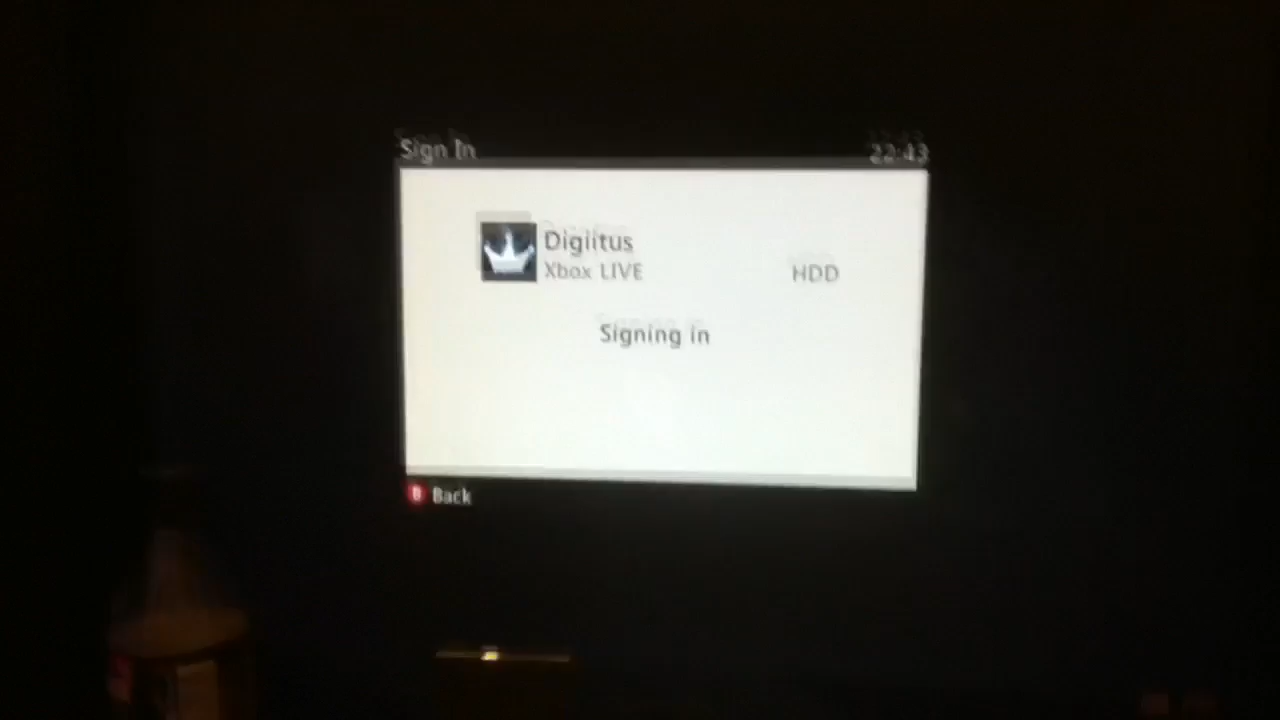 Sign In
22:43
Digiitus
Xbox LIVE
HDD
Signing in
B Back